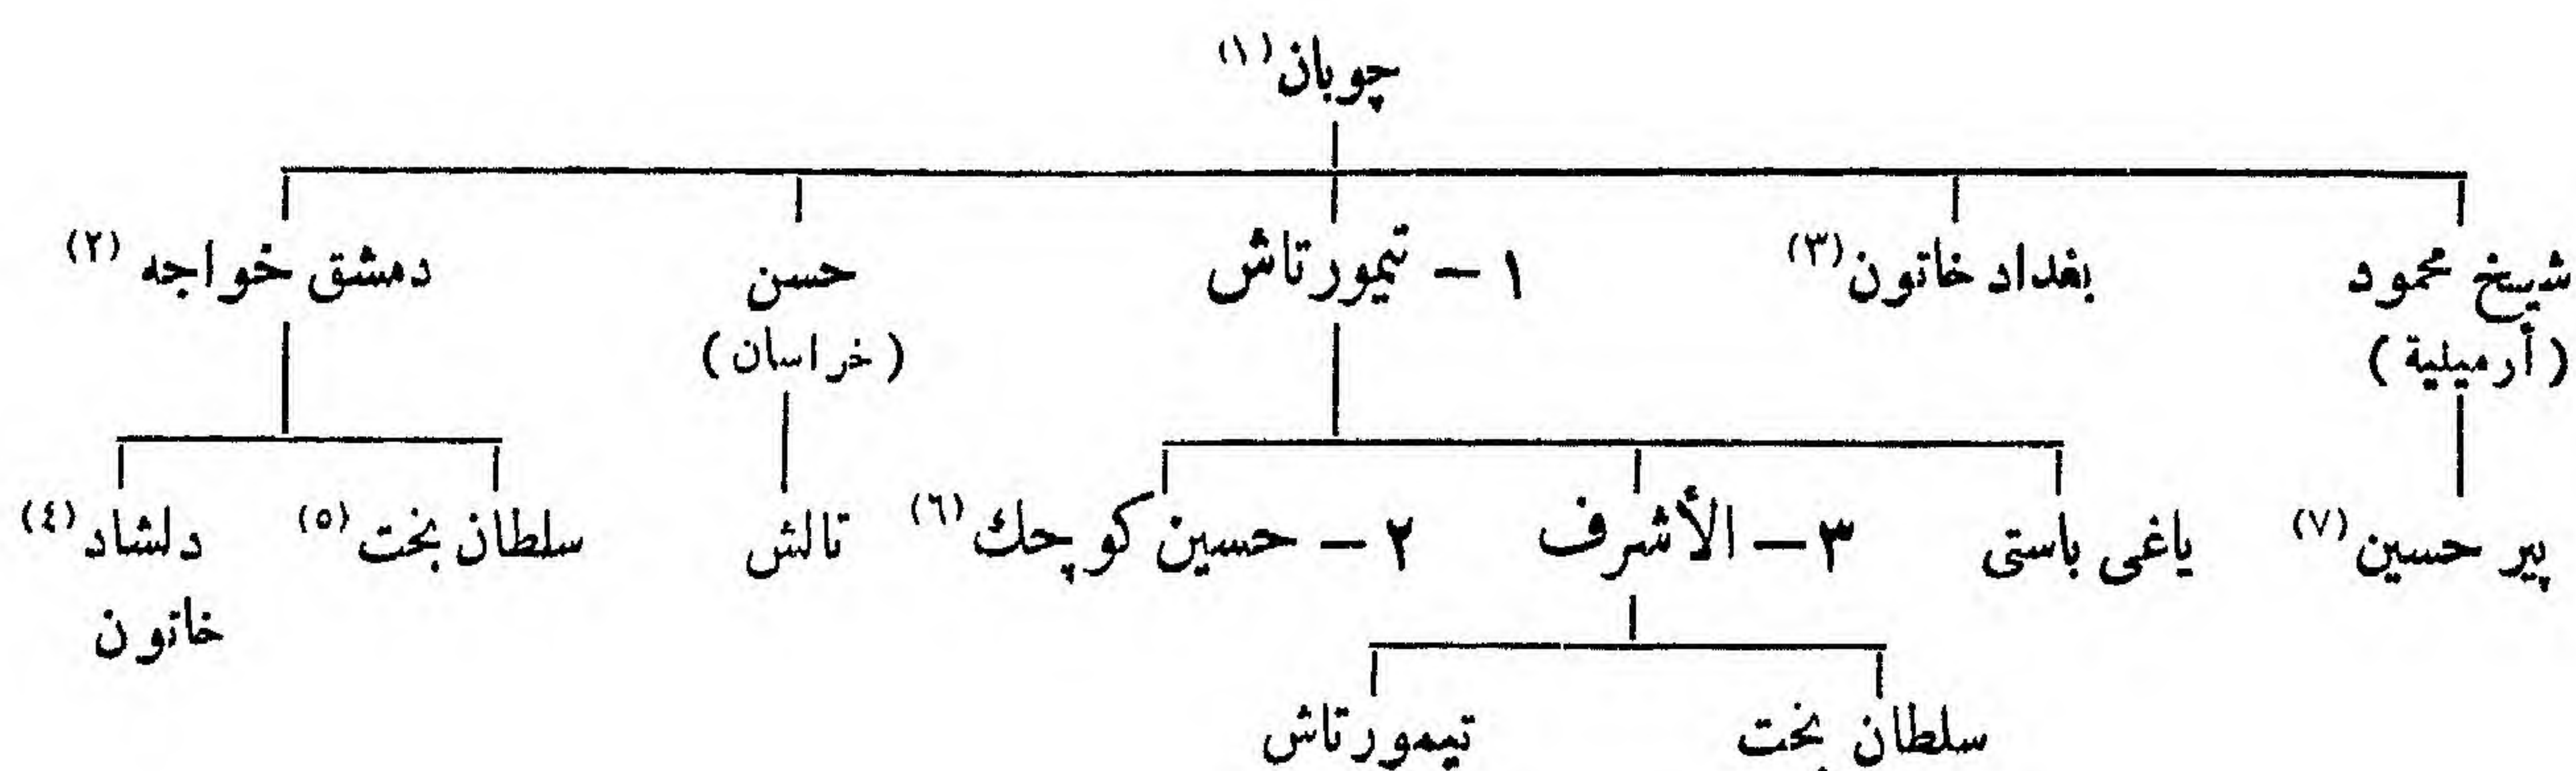 چوبان (١)
شيخ محمود بغداد خاتون (٣) ١ - تيمورتاش حسن دمشق خواجه (٢)
(أرميلية) (خراسان)
پير حسين (٧) ياغى باستى ٣ - الأشرف ٢ - حسين كوچك (٦) تالش سلطان بخت (٥) دلشاد (٤)
خاتون
سلطان بخت تيمورتاش